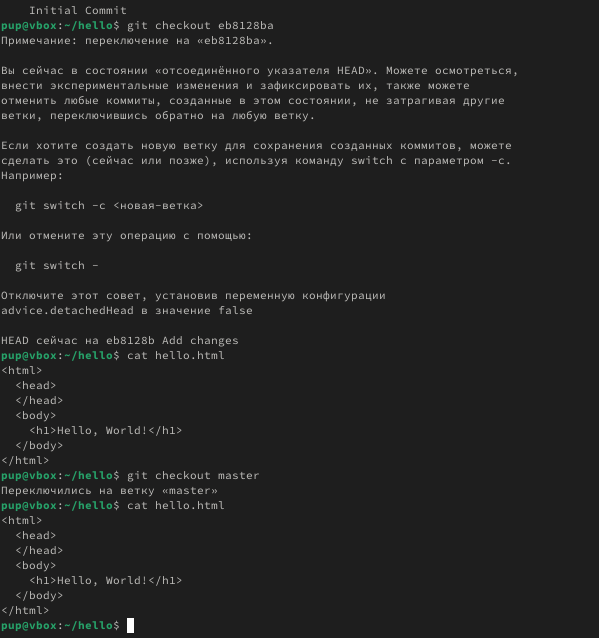 Initial Commit
pup@vbox:~/hello$ git checkout eb8128ba
Примечание: переключение на «eb8128ba».
Вы сейчас в состоянии «отсоединённого указателя HEAD». Можете осмотреться,
внести экспериментальные изменения и зафиксировать их, также можете
отменить любые коммиты, созданные в этом состоянии, не затрагивая другие
ветки, переключившись обратно на любую ветку.
Если хотите создать новую ветку для сохранения созданных коммитов, можете
сделать это (сейчас или позже), используя команду switch с параметром -c.
Например:
git switch -c <новая-ветка>
Или отмените эту операцию с помощью:
git switch -
Отключите этот совет, установив переменную конфигурации
advice.detachedHead в значение false
HEAD сейчас на eb8128b Add changes
pup@vbox:~/hello$ cat hello.html
<html>
  <head>
  </head>
  <body>
    <h1>Hello, World!</h1>
  </body>
</html>
pup@vbox:~/hello$ git checkout master
Переключились на ветку «master»
pup@vbox:~/hello$ cat hello.html
<html>
  <head>
  </head>
  <body>
    <h1>Hello, World!</h1>
  </body>
</html>
pup@vbox:~/hello$